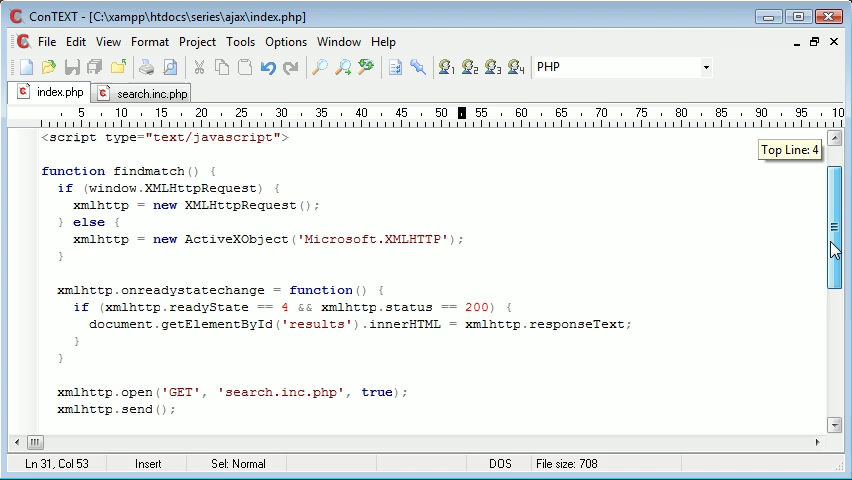 ConTEXT - [C:\xampp\htdocs\series\ajax\index.php]
File Edit View Format Project Tools Options Window Help
1 2 3 4 PHP
index.php search.inc.php
5 10 15 20 25 30 35 40 45 50 55 60 65 70 75 80 85 90 95 10
<script type="text/javascript">
Top Line: 4
function findmatch() {
if (window.XMLHttpRequest) {
xmlhttp = new XMLHttpRequest();
} else {
xmlhttp = new ActiveXObject('Microsoft.XMLHTTP');
}
xmlhttp.onreadystatechange = function() {
if (xmlhttp.readyState == 4 && xmlhttp.status == 200) {
document.getElementById('results').innerHTML = xmlhttp.responseText;
}
}
xmlhttp.open('GET', 'search.inc.php', true);
xmlhttp.send();
Ln 31, Col 53 Insert Sel: Normal DOS File size: 708